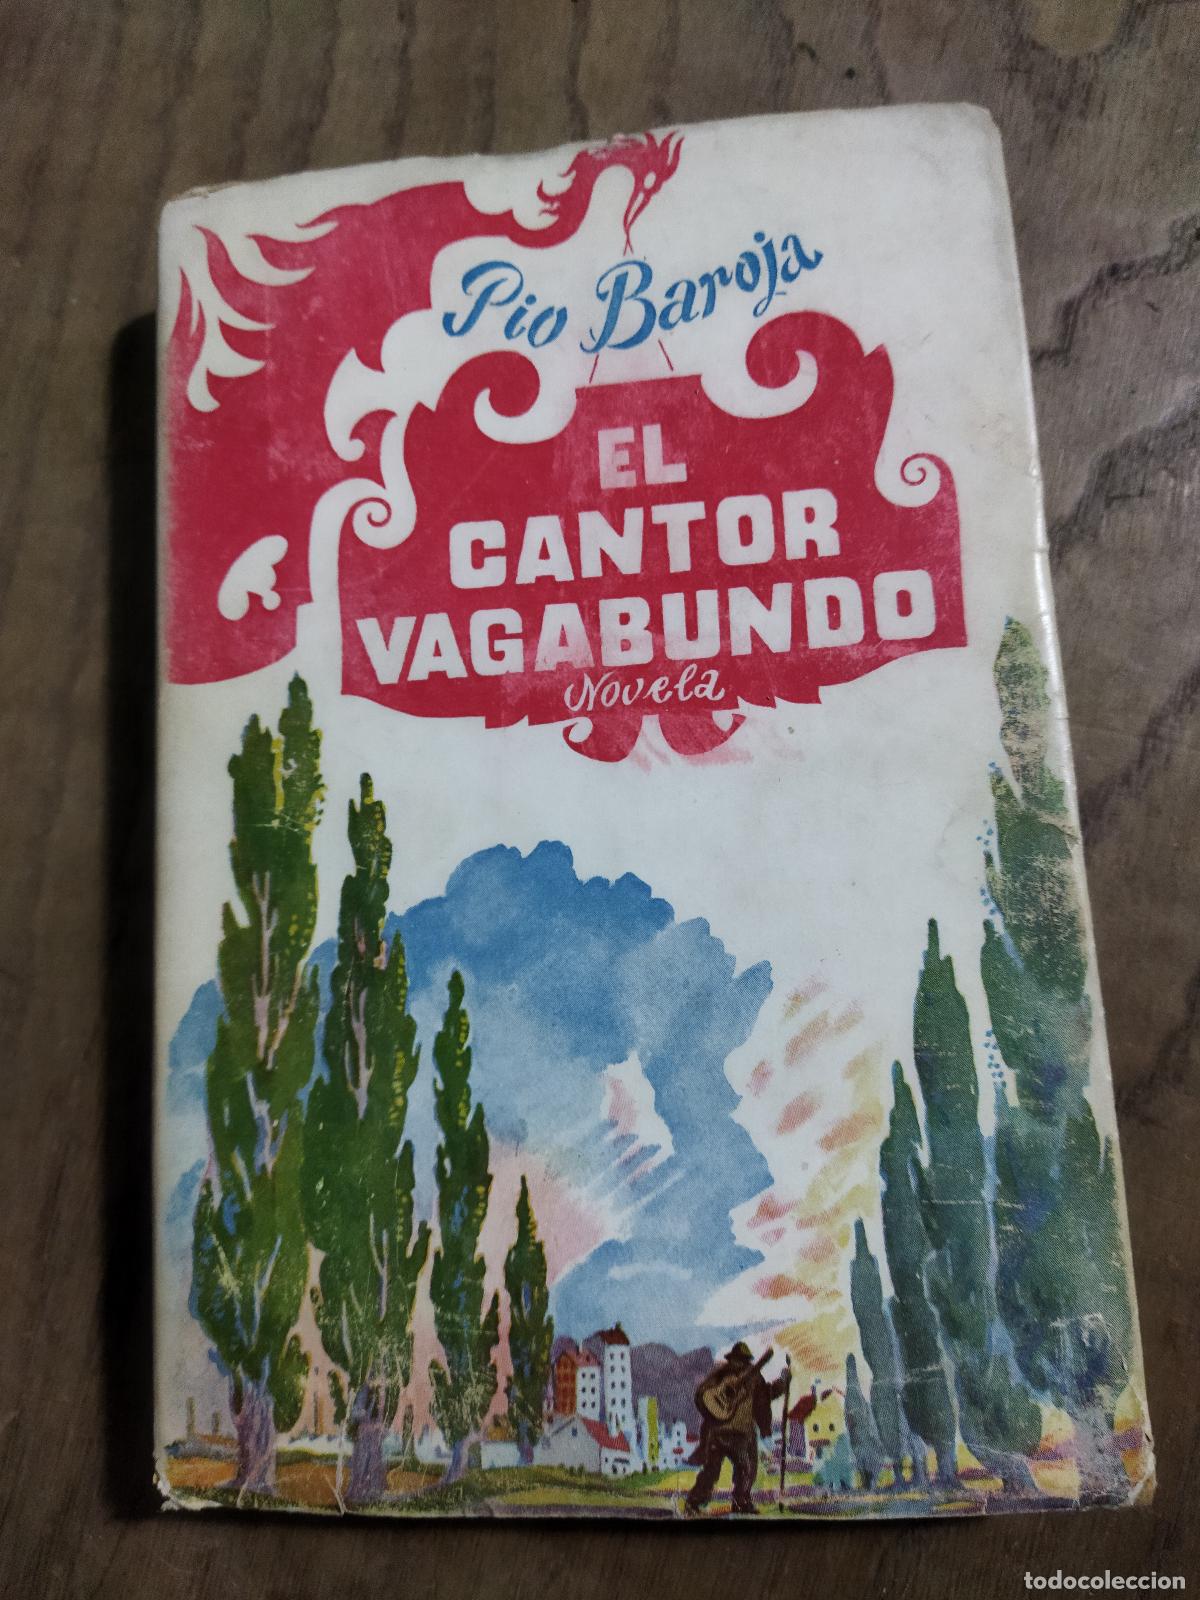 Pio Baroja
EL
CANTOR
VAGABUNDO
Novela
todocoleccion